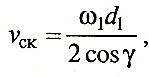 v_ск = ω₁d₁ / (2 cos γ),